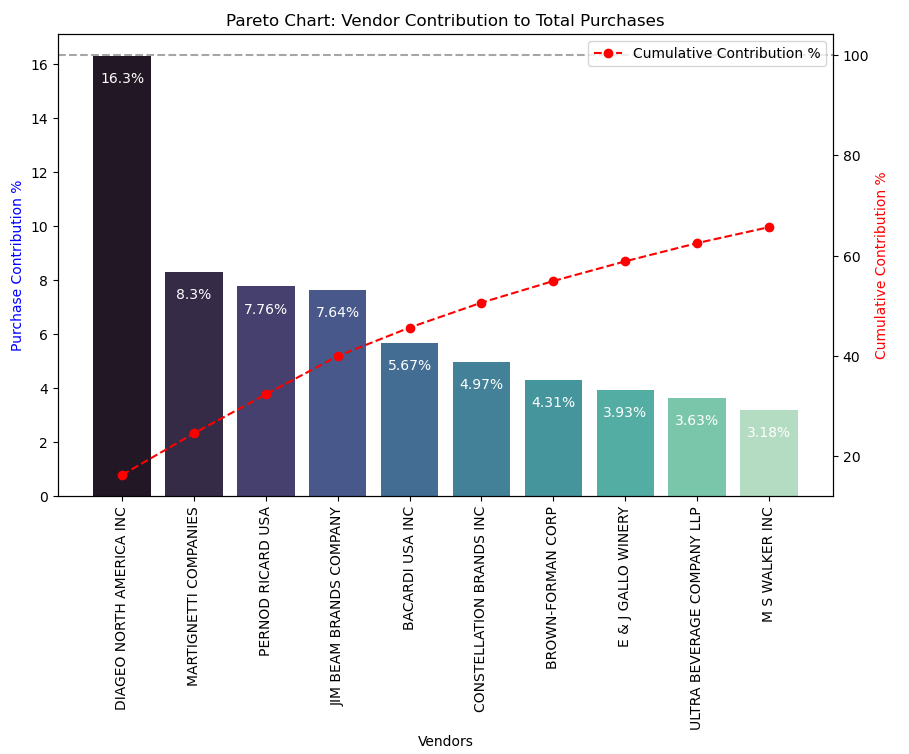 Pareto Chart: Vendor Contribution to Total Purchases
Cumulative Contribution %
Purchase Contribution %
16
14
12
10
8
6
4
2
0
16.3%
8.3%
7.76%
7.64%
5.67%
4.97%
4.31%
3.93%
3.63%
3.18%
100
80
60
40
20
Cumulative Contribution %
DIAGEO NORTH AMERICA INC
MARTIGNETTI COMPANIES
PERNOD RICARD USA
JIM BEAM BRANDS COMPANY
BACARDI USA INC
CONSTELLATION BRANDS INC
BROWN-FORMAN CORP
E & J GALLO WINERY
ULTRA BEVERAGE COMPANY LLP
M S WALKER INC
Vendors